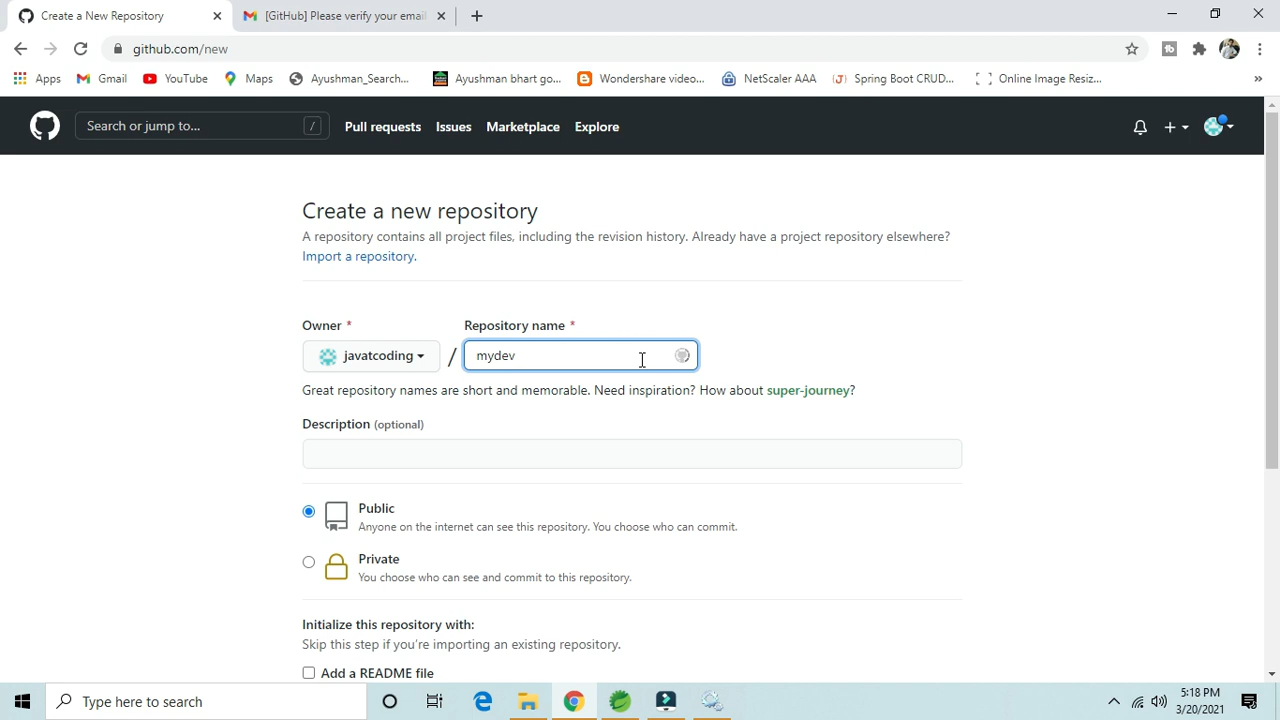 Create a New Repository
[GitHub] Please verify your email
github.com/new
Apps
Gmail
YouTube
Maps
Ayushman_Search...
Ayushman bhart go...
Wondershare video...
NetScaler AAA
Spring Boot CRUD...
Online Image Resiz...
»
Search or jump to...
/
Pull requests
Issues
Marketplace
Explore
Create a new repository
A repository contains all project files, including the revision history. Already have a project repository elsewhere?
Import a repository.
Owner *
Repository name *
javatcoding
/
mydev
Great repository names are short and memorable. Need inspiration? How about super-journey?
Description (optional)
Public
Anyone on the internet can see this repository. You choose who can commit.
Private
You choose who can see and commit to this repository.
Initialize this repository with:
Skip this step if you're importing an existing repository.
Add a README file
Type here to search
5:18 PM
3/20/2021